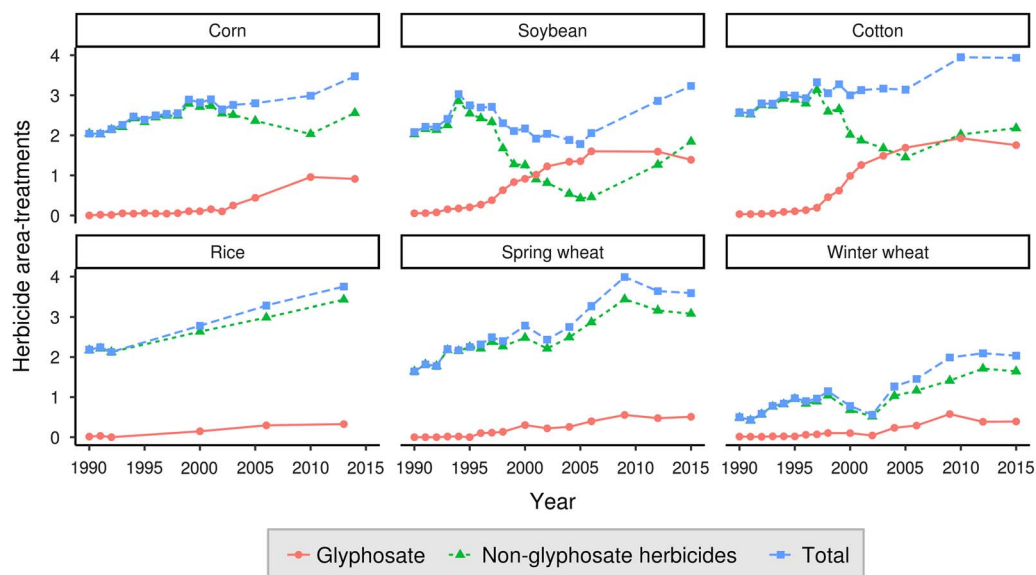 Corn
Soybean
Cotton
4
3
2
1
0
Rice
Spring wheat
Winter wheat
4
3
2
1
0
Herbicide area-treatments
1990 1995 2000 2005 2010 2015
1990 1995 2000 2005 2010 2015
1990 1995 2000 2005 2010 2015
Year
Glyphosate
Non-glyphosate herbicides
Total